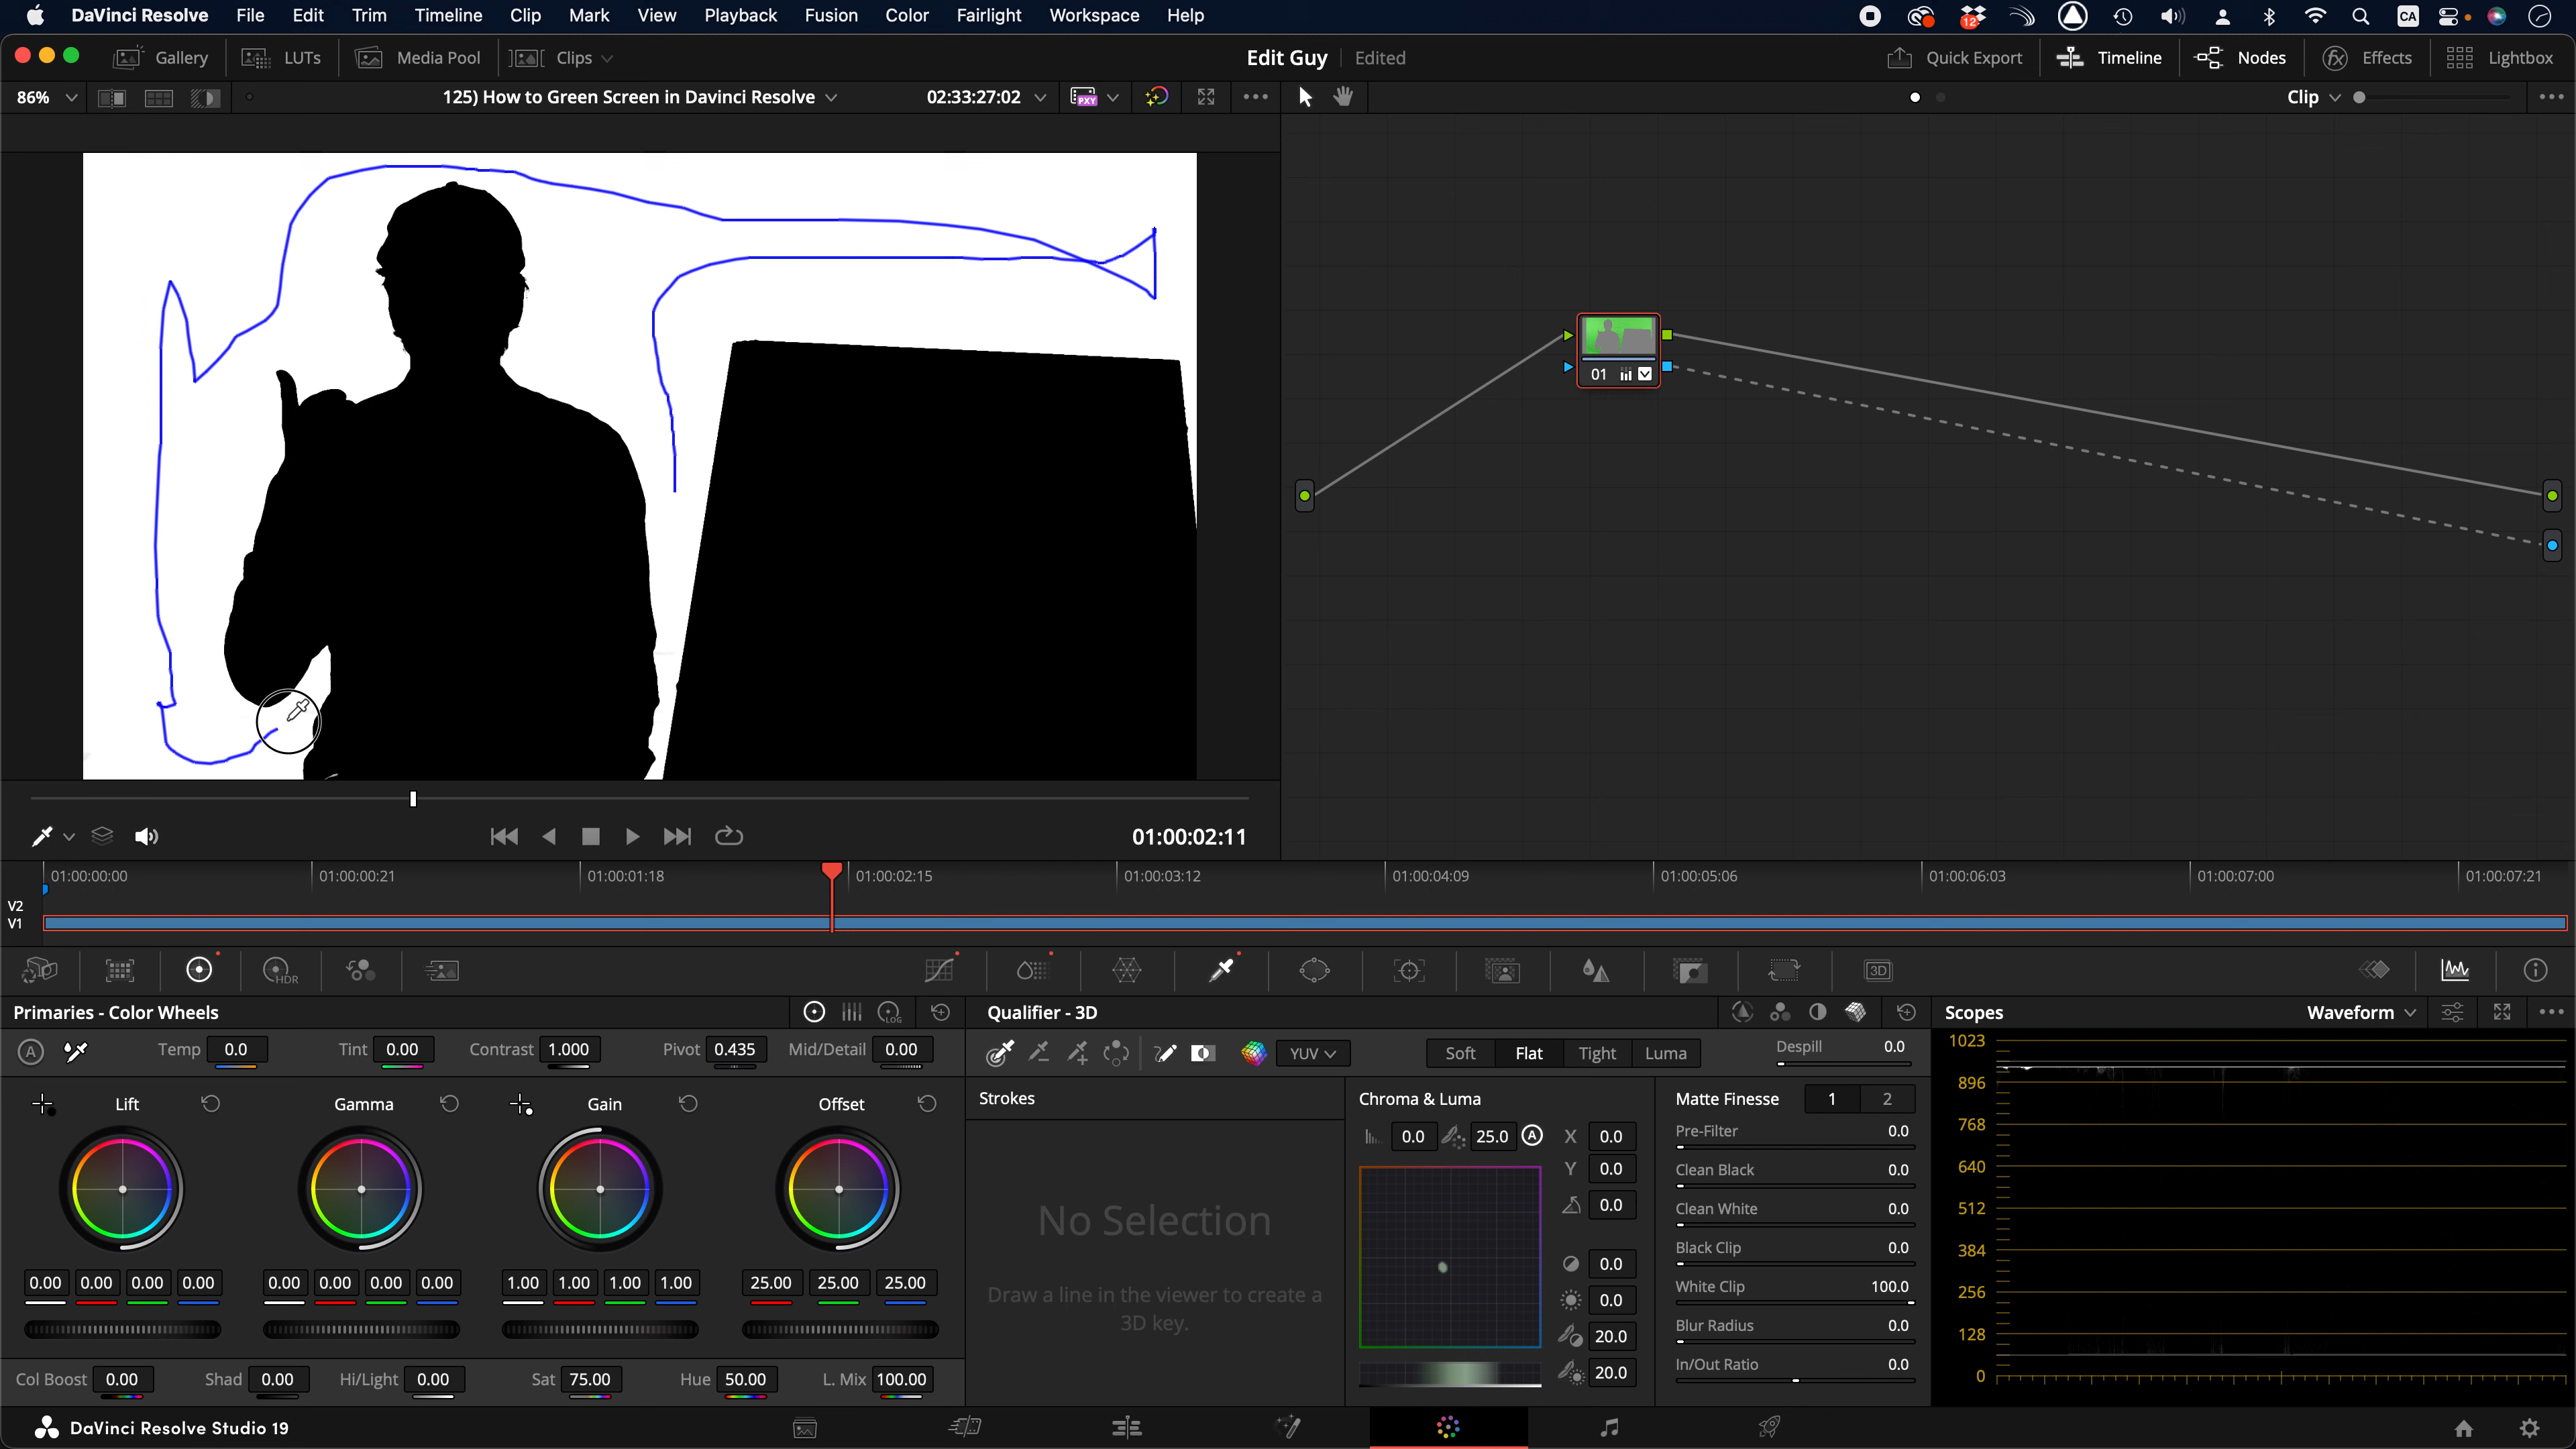 DaVinci Resolve File Edit Trim Timeline Clip Mark View Playback Fusion Color Fairlight Workspace Help 12 CA
Gallery LUTs Media Pool Clips Edit Guy Edited Quick Export Timeline Nodes Effects Lightbox
86% 125) How to Green Screen in Davinci Resolve 02:33:27:02 PXY Clip
01
01:00:02:11
01:00:00:00 01:00:00:21 01:00:01:18 01:00:02:15 01:00:03:12 01:00:04:09 01:00:05:06 01:00:06:03 01:00:07:00 01:00:07:21
V2
V1
HDR 3D
Primaries - Color Wheels LOG Qualifier - 3D Scopes Waveform
A Temp 0.0 Tint 0.00 Contrast 1.000 Pivot 0.435 Mid/Detail 0.00 YUV Soft Flat Tight Luma Despill 0.0
Lift Gamma Gain Offset
0.00 0.00 0.00 0.00 0.00 0.00 0.00 0.00 1.00 1.00 1.00 1.00 25.00 25.00 25.00
Col Boost 0.00 Shad 0.00 Hi/Light 0.00 Sat 75.00 Hue 50.00 L. Mix 100.00
Strokes
No Selection
Draw a line in the viewer to create a
3D key.
Chroma & Luma
0.0 25.0 A X 0.0
Y 0.0
0.0
0.0
0.0
20.0
20.0
Matte Finesse 1 2
Pre-Filter 0.0
Clean Black 0.0
Clean White 0.0
Black Clip 0.0
White Clip 100.0
Blur Radius 0.0
In/Out Ratio 0.0
1023
896
768
640
512
384
256
128
0
DaVinci Resolve Studio 19